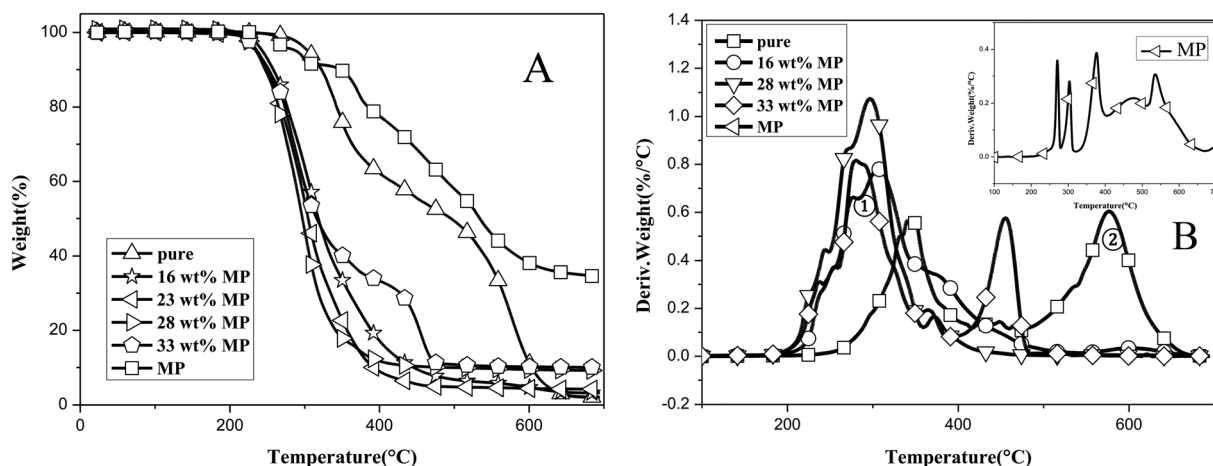 A
100
80
60
40
20
0
Weight(%)
pure
16 wt% MP
23 wt% MP
28 wt% MP
33 wt% MP
MP
0
200
400
600
Temperature(°C)
B
1.4
1.2
1.0
0.8
0.6
0.4
0.2
0.0
-0.2
Deriv.Weight(%/°C)
pure
16 wt% MP
28 wt% MP
33 wt% MP
MP
1
2
200
300
400
500
600
Temperature(°C)
MP
0.4
0.2
0.0
Deriv.Weight(%/°C)
100
200
300
400
500
600
Temperature(°C)